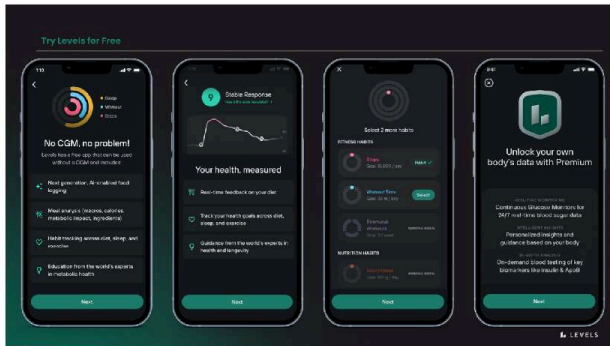 Try Levels for Free
Sleep
Workout
Steps
No CGM, no problem!
Levels has a free app that can be used
without a CGM and includes
Next generation, AI-enabled food
logging
Meal analysis (macros, calories,
metabolic impact, ingredients)
Habit tracking across diet, sleep, and
exercise
Education from the world's experts
in metabolic health
Next
Stable Response
Your health, measured
Real-time feedback on your diet
Track your health goals across diet,
sleep, and exercise
Guidance from the world's experts in
health and longevity
Next
Select 2 more habits
FITNESS HABITS
Steps
Habit
Select
NUTRITION HABITS
Next
Unlock your own
body's data with Premium
Continuous Glucose Monitors for
24/7 real-time blood sugar data
Personalized insights and
guidance based on your body
On-demand blood testing of key
biomarkers like insulin & ApoB
Next
LEVELS